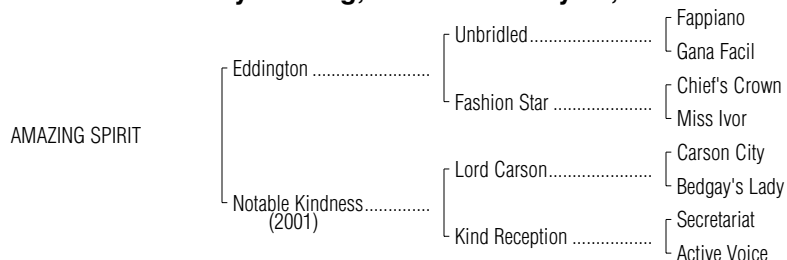 Fappiano
Unbridled..........................
Gana Facil
Eddington .........................
Chief's Crown
Fashion Star .....................
Miss Ivor
AMAZING SPIRIT
Carson City
Lord Carson......................
Bedgay's Lady
Notable Kindness..............
(2001)
Secretariat
Kind Reception .................
Active Voice